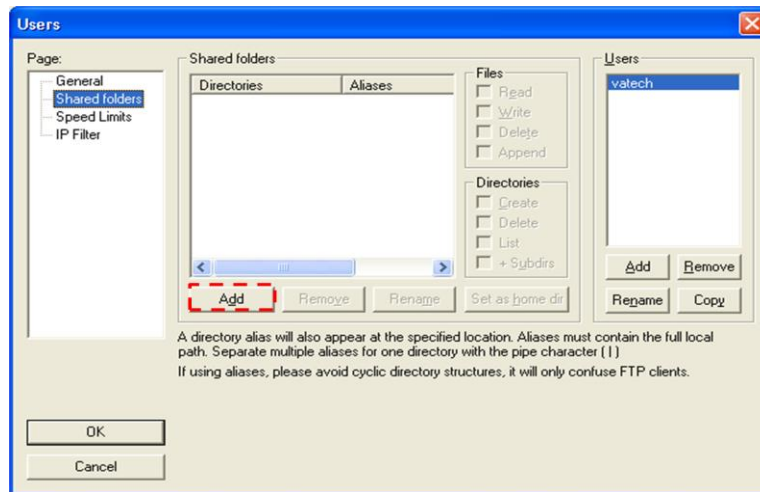 Users
Page:
General
Shared folders
Speed Limits
IP Filter
Shared folders
Directories Aliases
Files
Read
Write
Delete
Append
Directories
Create
Delete
List
+ Subdirs
Add Remove Rename Set as home dir
Users
vatech
Add Remove
Rename Copy
A directory alias will also appear at the specified location. Aliases must contain the full local
path. Separate multiple aliases for one directory with the pipe character ( | )
If using aliases, please avoid cyclic directory structures, it will only confuse FTP clients.
OK
Cancel